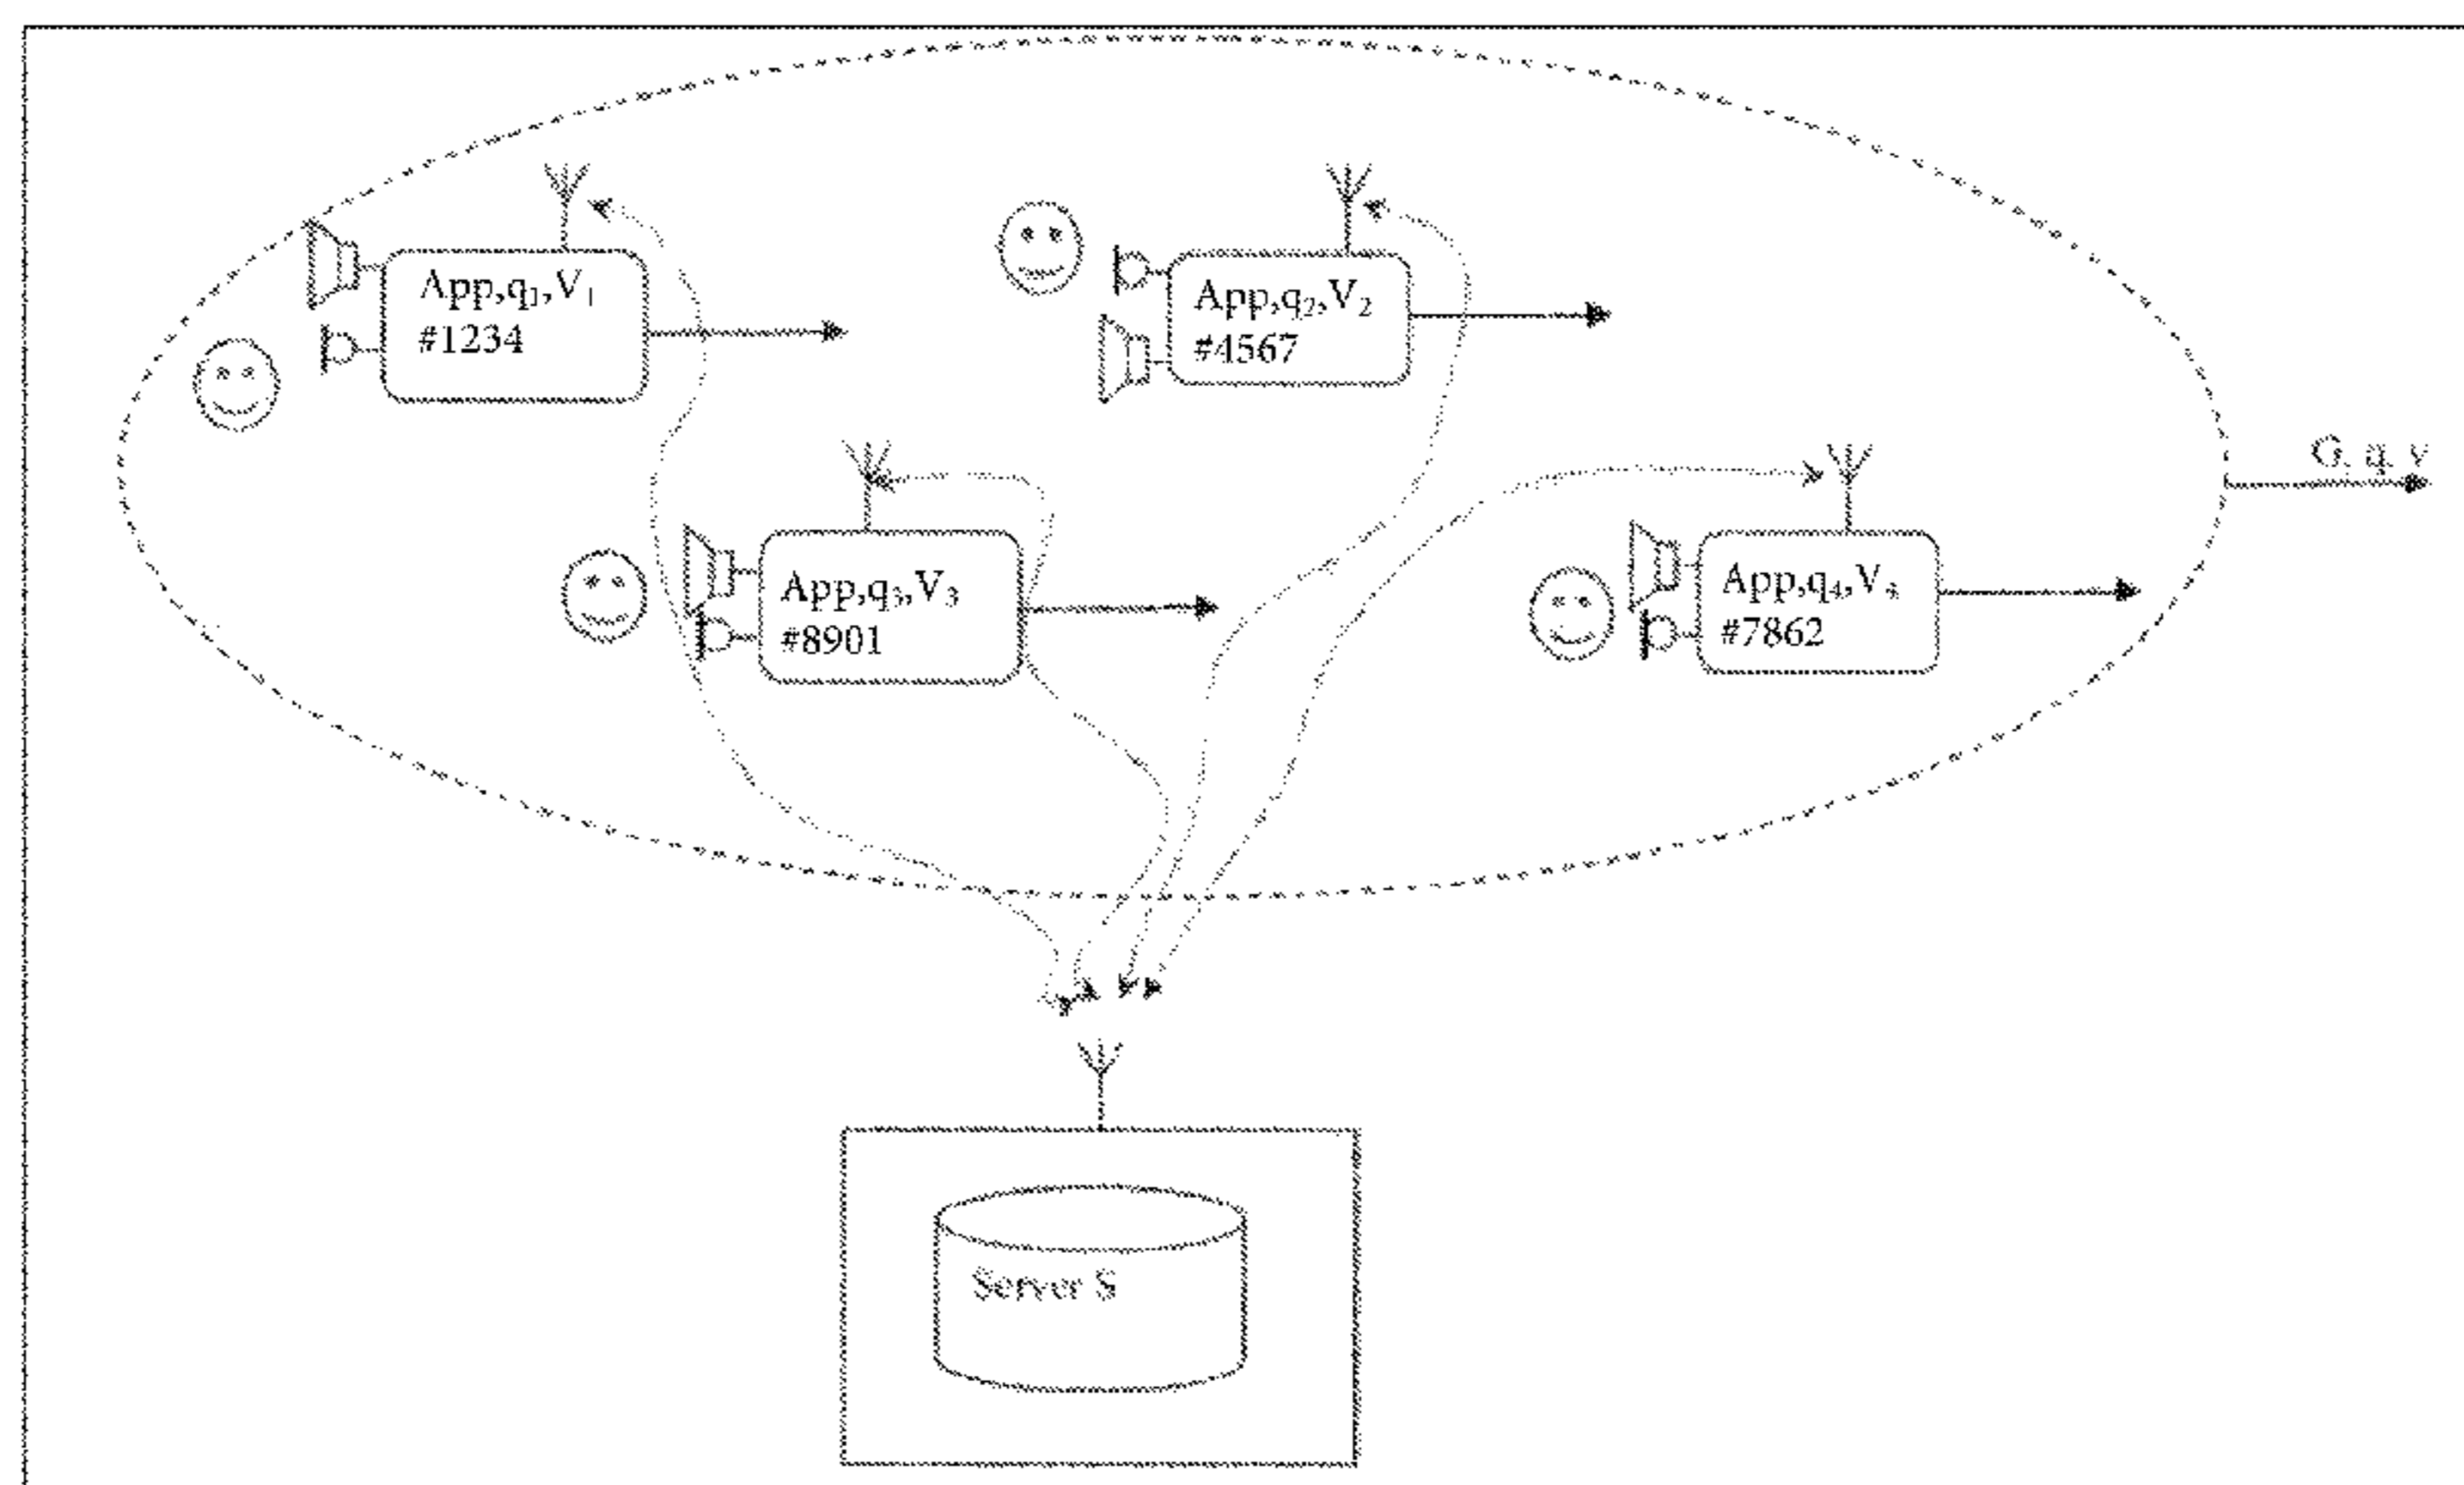 App,q₁,V₁
#1234
App,q₂,V₂
#4567
G, q, v
App,q₃,V₃
#8901
App,q₄,V₄
#7862
Server S